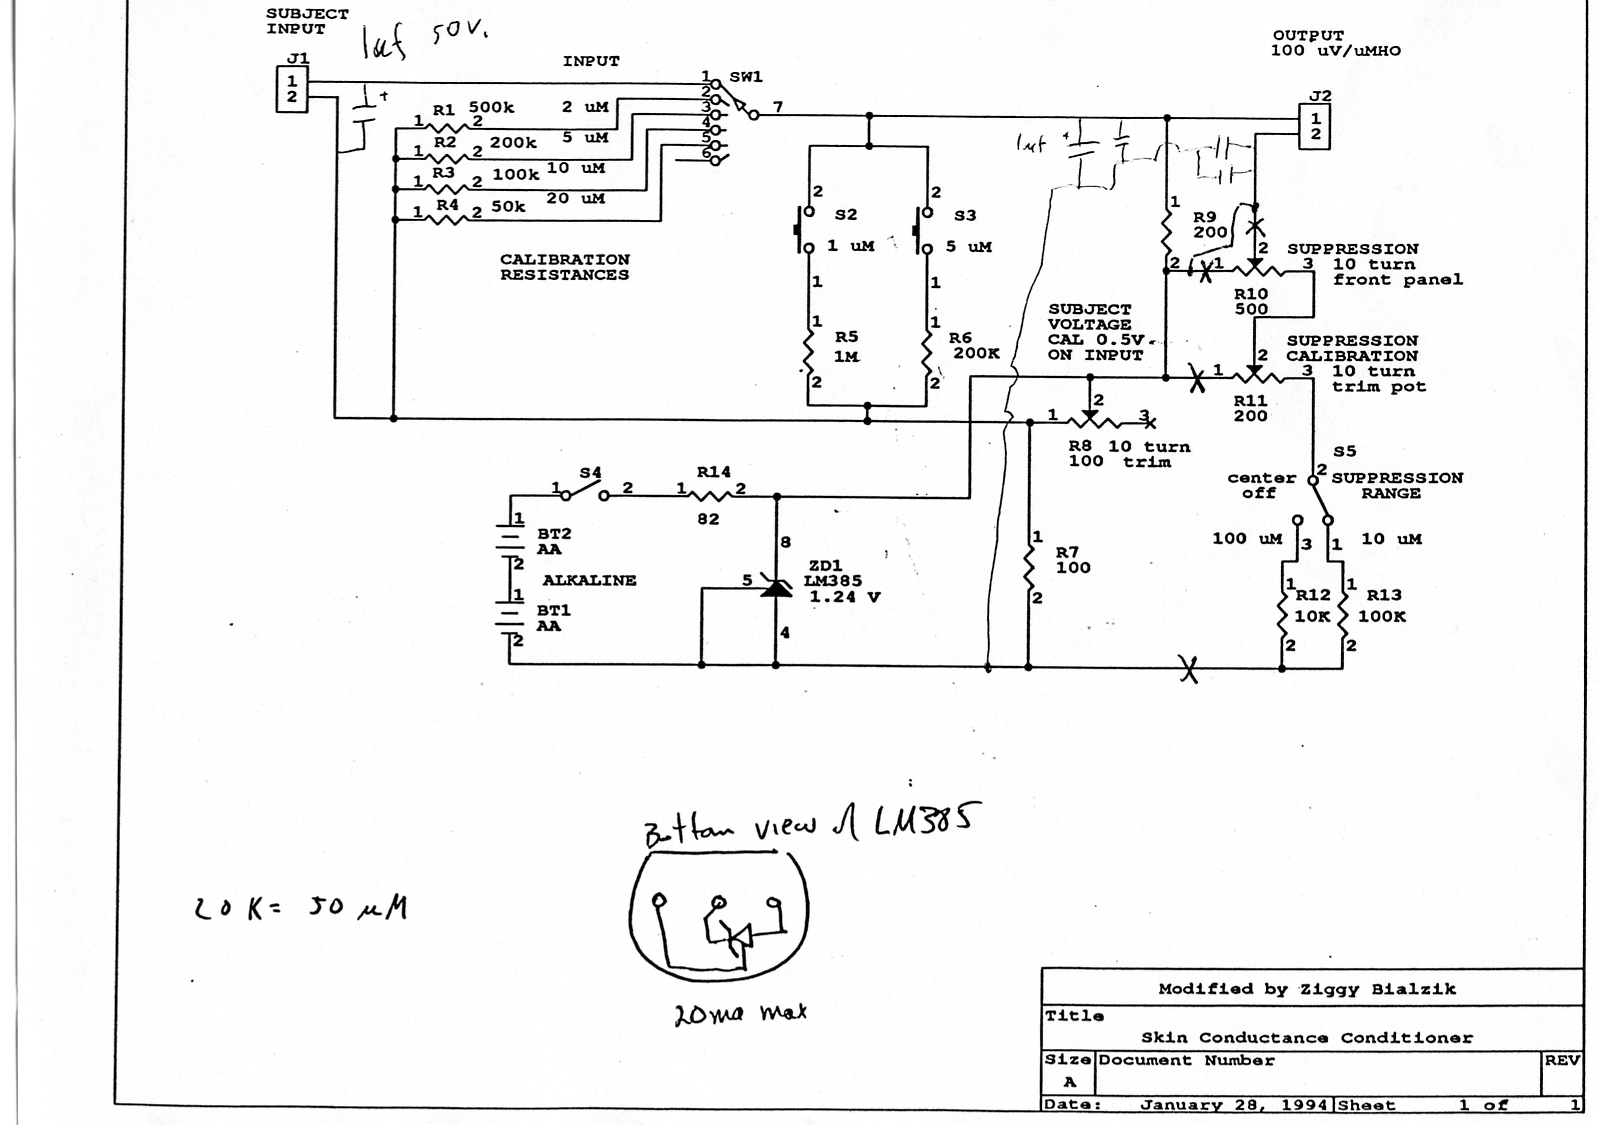 SUBJECT
INPUT
1uf 50V.
J1
1
2
+
INPUT
R1 500k
1 2
2 uM
R2 200k
1 2
5 uM
R3 100k
1 2
10 uM
R4 50k
1 2
20 uM
CALIBRATION
RESISTANCES
1
2
3
4
5
6
SW1
7
OUTPUT
100 uV/uMHO
J2
1
2
1uf +
2
S2
1 uM
1
1
R5
1M
2
2
S3
5 uM
1
1
R6
200K
2
1
R9
200
2
1
2
3
SUPPRESSION
10 turn
front panel
R10
500
SUBJECT
VOLTAGE
CAL 0.5V
ON INPUT
1
2
3
SUPPRESSION
CALIBRATION
10 turn
trim pot
R11
200
1
2
3
R8 10 turn
100 trim
S5
2
center
off
SUPPRESSION
RANGE
100 uM
3
1
10 uM
1
R12
10K
2
1
R13
100K
2
S4
1 2
R14
1 2
82
1
BT2
AA
2
ALKALINE
1
BT1
AA
2
8
ZD1
LM385
1.24 V
5
4
1
R7
100
2
Bottom view of LM385
20 K= 50 uM
20ma max
Modified by Ziggy Bialzik
Title
Skin Conductance Conditioner
Size Document Number REV
A
Date: January 28, 1994 Sheet 1 of 1